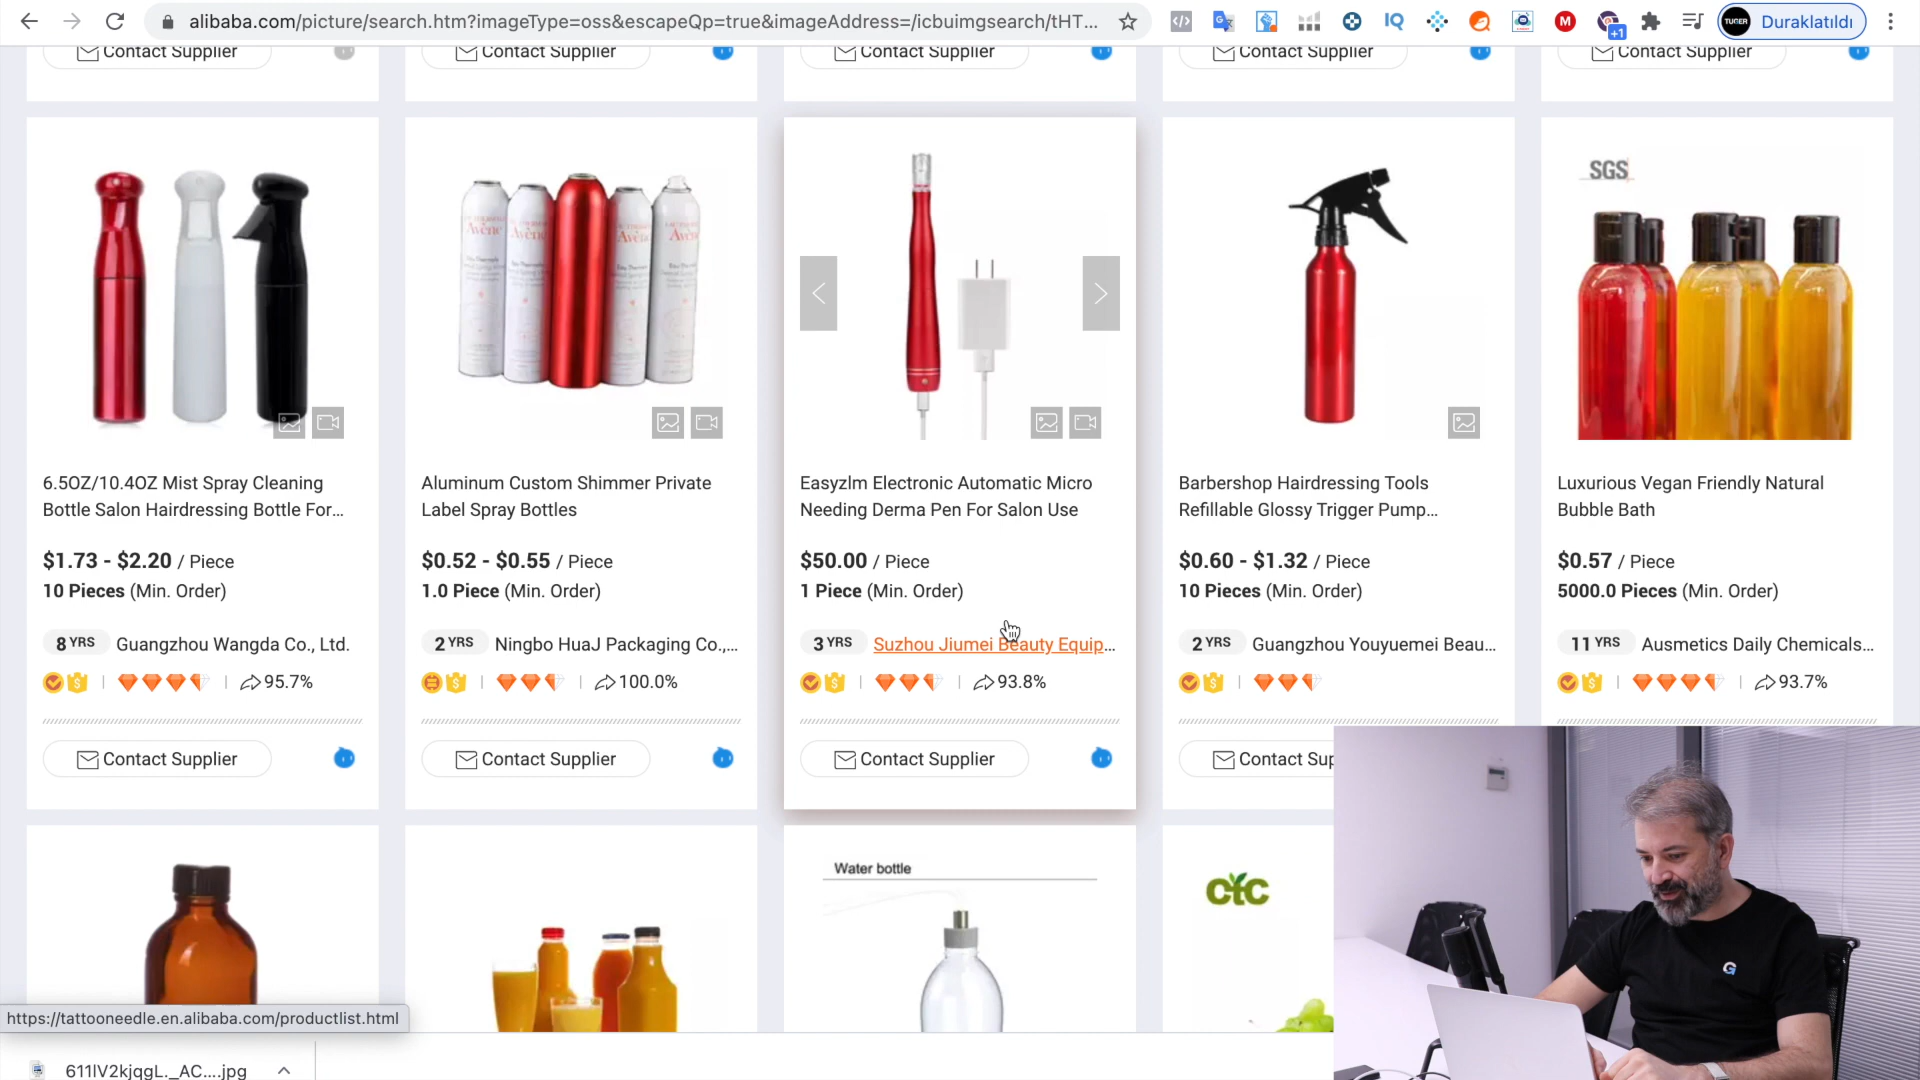 alibaba.com/picture/search.htm?imageType=oss&escapeQp=true&imageAddress=/icbuimgsearch/tHT...
IQ
M
+1
TUNER
Duraklatıldı
Contact Supplier
Contact Supplier
Contact Supplier
Contact Supplier
Contact Supplier
Avène
Avène
Avène
Avène
SGS
6.5OZ/10.4OZ Mist Spray Cleaning
Bottle Salon Hairdressing Bottle For...
$1.73 - $2.20 / Piece
10 Pieces (Min. Order)
8 YRS Guangzhou Wangda Co., Ltd.
95.7%
Contact Supplier
Aluminum Custom Shimmer Private
Label Spray Bottles
$0.52 - $0.55 / Piece
1.0 Piece (Min. Order)
2 YRS Ningbo HuaJ Packaging Co.,...
100.0%
Contact Supplier
Easyzlm Electronic Automatic Micro
Needing Derma Pen For Salon Use
$50.00 / Piece
1 Piece (Min. Order)
3 YRS Suzhou Jiumei Beauty Equip...
93.8%
Contact Supplier
Barbershop Hairdressing Tools
Refillable Glossy Trigger Pump...
$0.60 - $1.32 / Piece
10 Pieces (Min. Order)
2 YRS Guangzhou Youyuemei Beau...
Contact Sup
Luxurious Vegan Friendly Natural
Bubble Bath
$0.57 / Piece
5000.0 Pieces (Min. Order)
11 YRS Ausmetics Daily Chemicals...
93.7%
Water bottle
CfC
G
https://tattooneedle.en.alibaba.com/productlist.html
611lV2kjqgL._AC....jpg